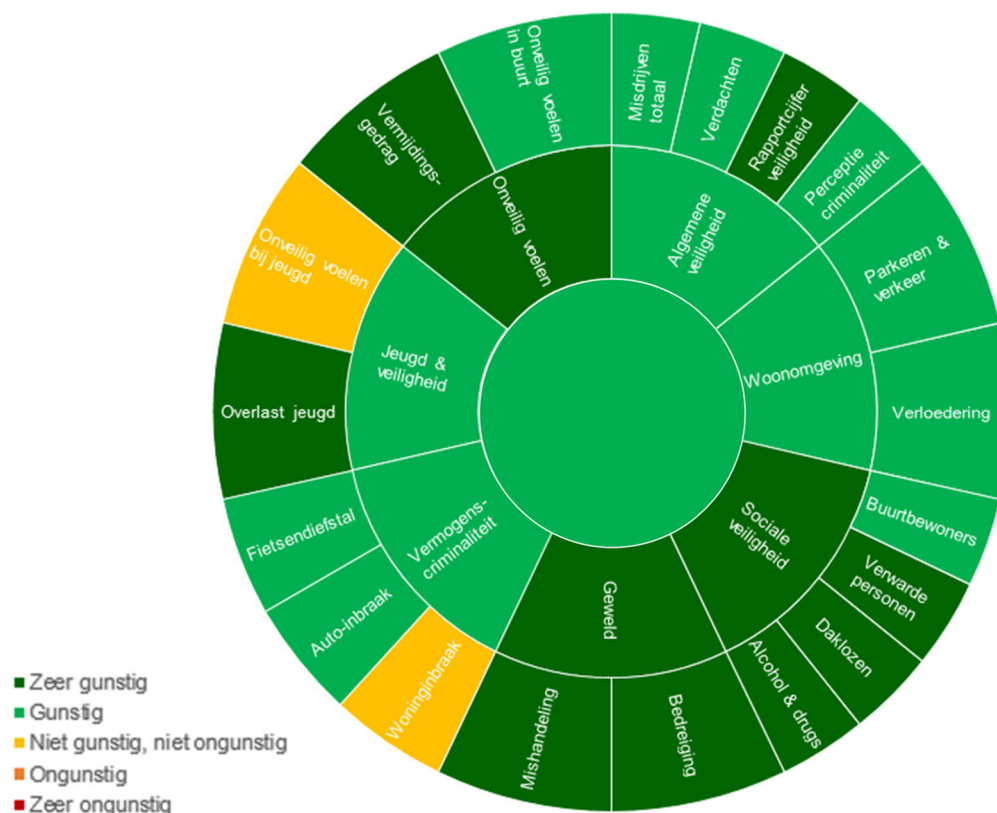 Onveilig voelen
in buurt
Misdrijven
totaal
Verdachten
Rapportcijfer
veiligheid
Perceptie
criminaliteit
Parkeren &
verkeer
Verloedering
Buurtbewoners
Verwarde
personen
Daklozen
Alcohol & drugs
Bedreiging
Mishandeling
Woninginbraak
Auto-inbraak
Fietsendiefstal
Overlast jeugd
Onveilig voelen
bij jeugd
Vermijdings-
gedrag
Onveilig voelen
Algemene
veiligheid
Woonomgeving
Sociale
veiligheid
Geweld
Vermogens-
criminaliteit
Jeugd &
veiligheid
Zeer gunstig
Gunstig
Niet gunstig, niet ongunstig
Ongunstig
Zeer ongunstig